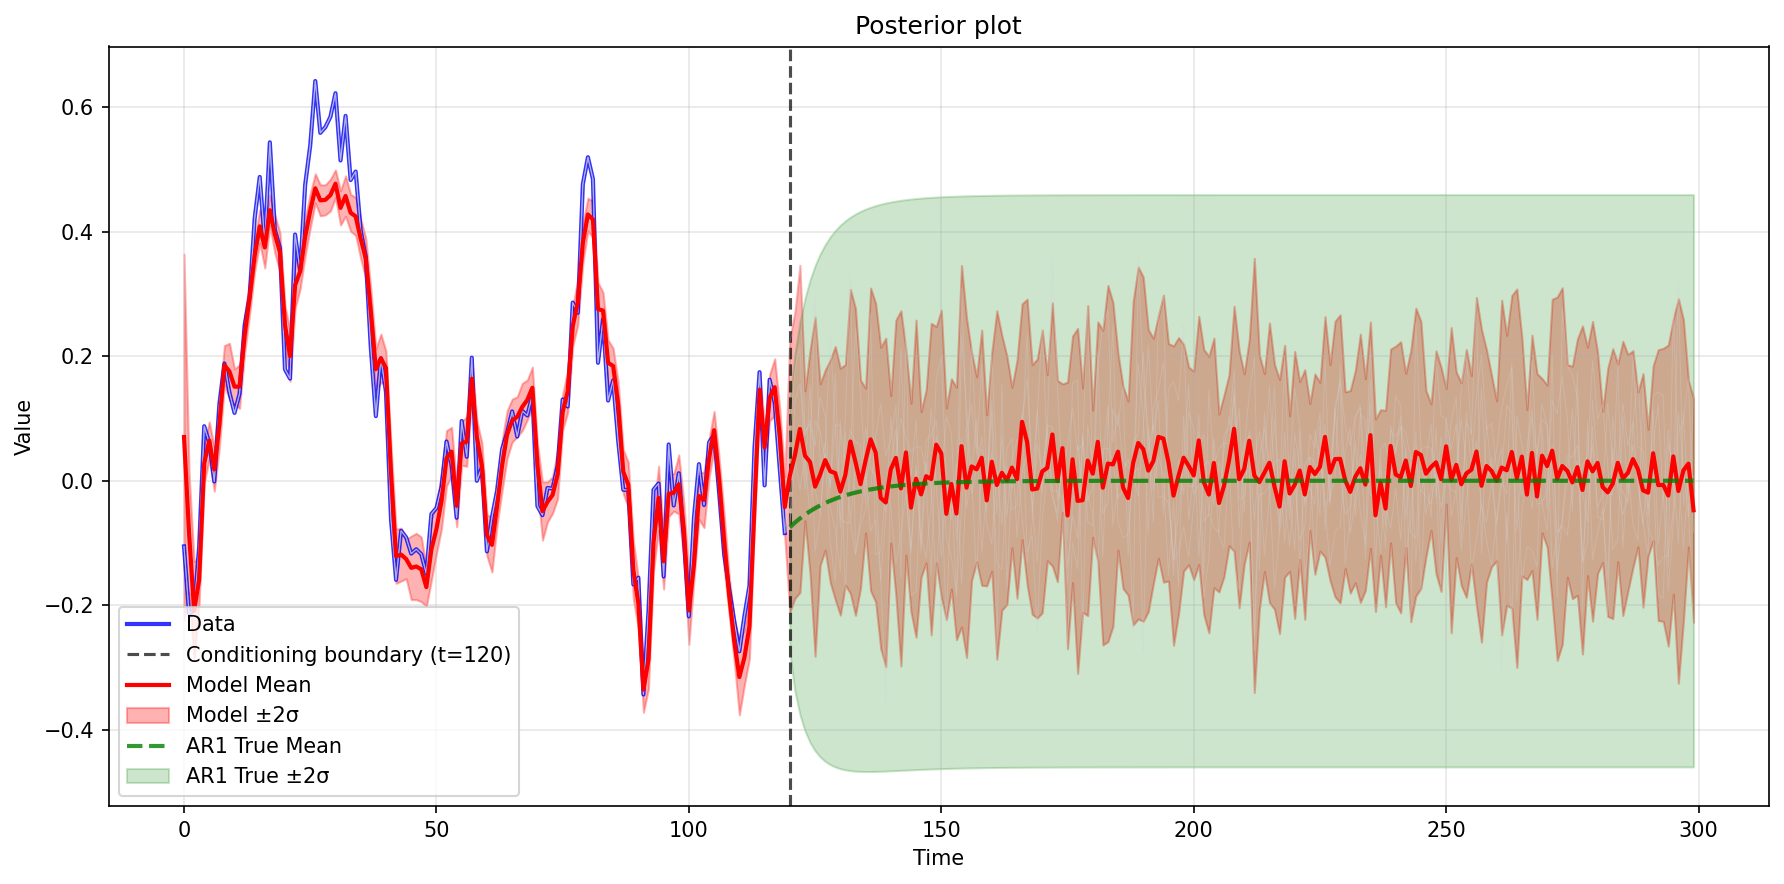 Posterior plot
Value
0.6
0.4
0.2
0.0
−0.2
−0.4
Data
Conditioning boundary (t=120)
Model Mean
Model ±2σ
AR1 True Mean
AR1 True ±2σ
0 50 100 150 200 250 300
Time